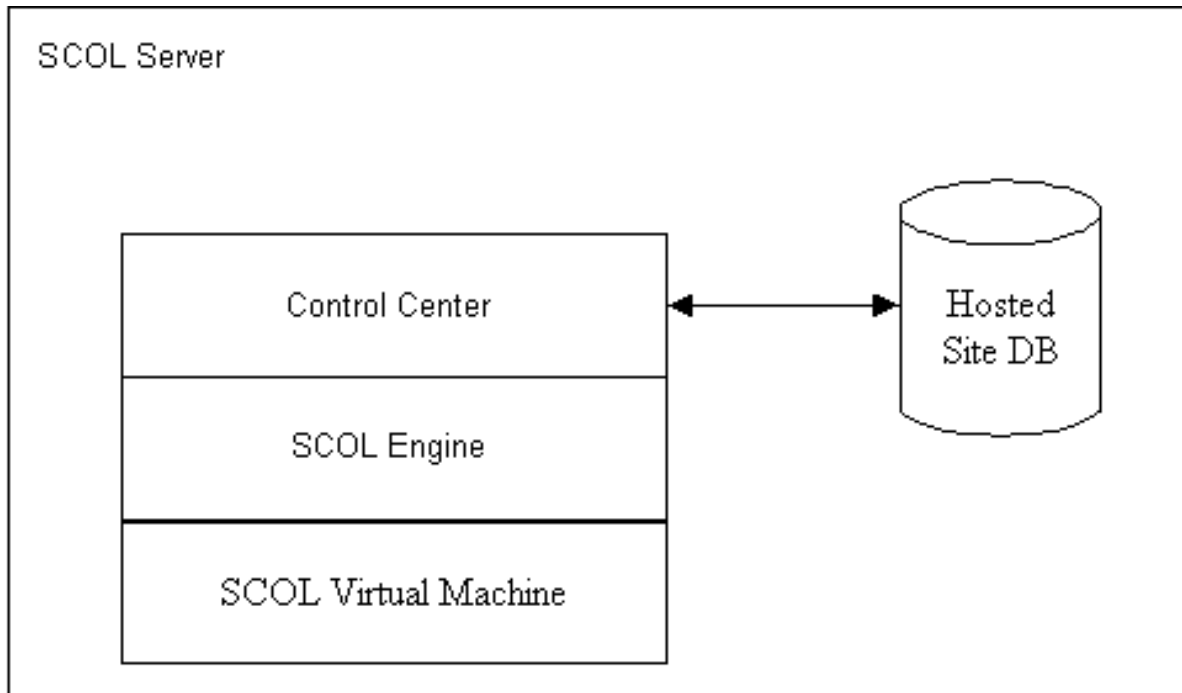 SCOL Server
Control Center
Hosted
Site DB
SCOL Engine
SCOL Virtual Machine